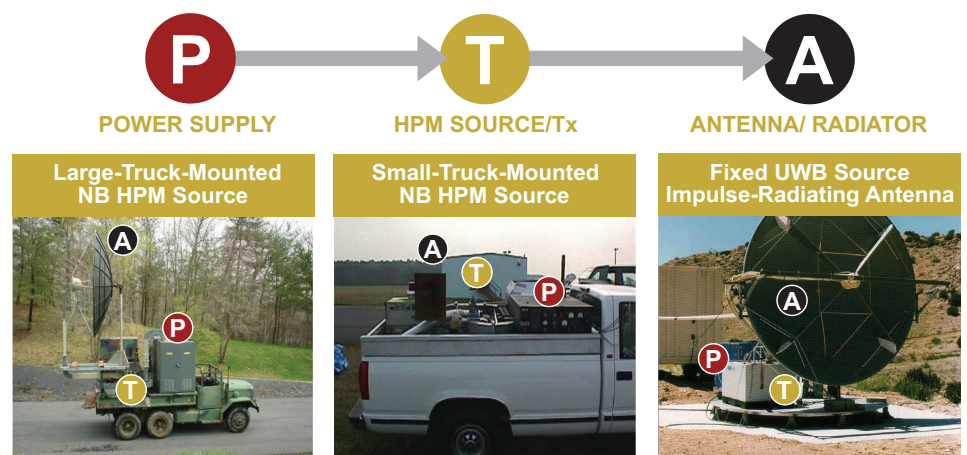 P
T
A
POWER SUPPLY
HPM SOURCE/Tx
ANTENNA/ RADIATOR
Large-Truck-Mounted
NB HPM Source
Small-Truck-Mounted
NB HPM Source
Fixed UWB Source
Impulse-Radiating Antenna
A
P
T
A
T
P
A
P
T